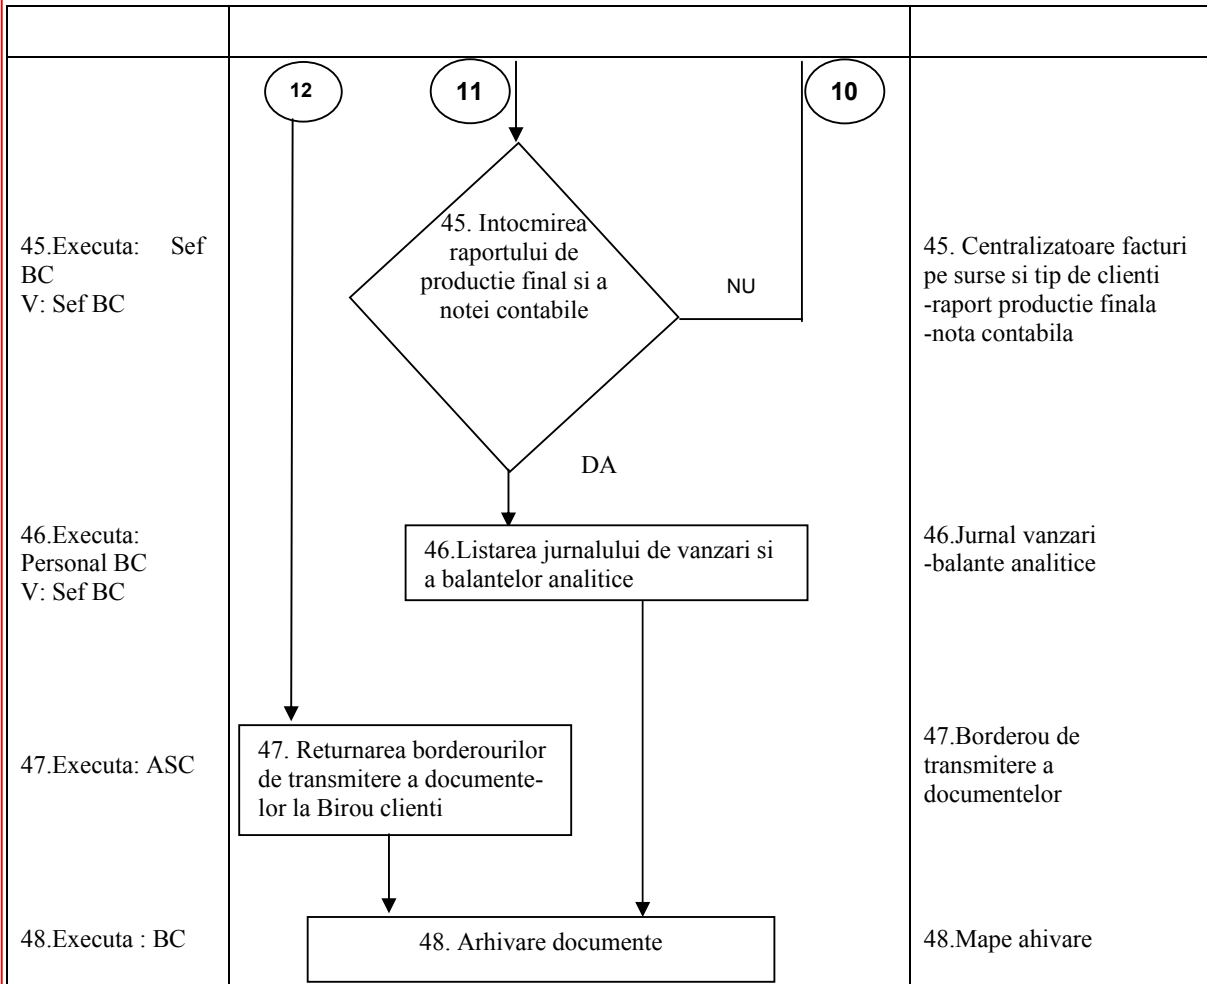 12
11
10
45.Executa: Sef
BC
V: Sef BC
45. Intocmirea
raportului de
productie final si a
notei contabile
NU
45. Centralizatoare facturi
pe surse si tip de clienti
-raport productie finala
-nota contabila
DA
46.Executa:
Personal BC
V: Sef BC
46.Listarea jurnalului de vanzari si
a balantelor analitice
46.Jurnal vanzari
-balante analitice
47.Executa: ASC
47. Returnarea borderourilor
de transmitere a documente-
lor la Birou clienti
47.Borderou de
transmitere a
documentelor
48.Executa : BC
48. Arhivare documente
48.Mape ahivare